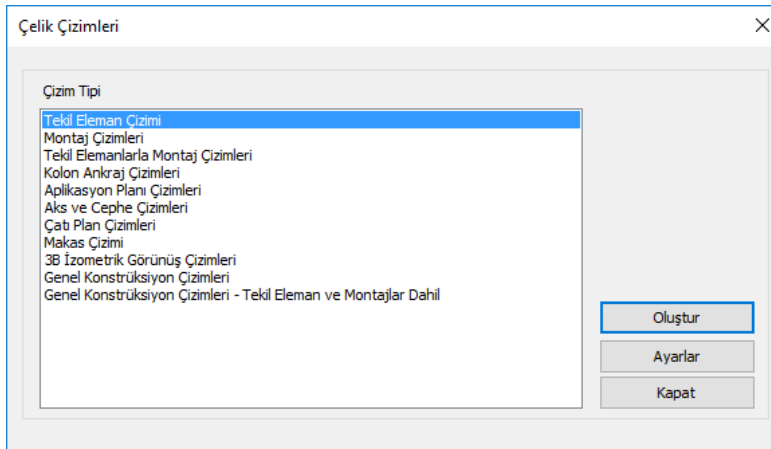 Çelik Çizimleri
Çizim Tipi
Tekil Eleman Çizimi
Montaj Çizimleri
Tekil Elemanlarla Montaj Çizimleri
Kolon Ankraj Çizimleri
Aplikasyon Planı Çizimleri
Aks ve Cephe Çizimleri
Çatı Plan Çizimleri
Makas Çizimi
3B İzometrik Görünüş Çizimleri
Genel Konstrüksiyon Çizimleri
Genel Konstrüksiyon Çizimleri - Tekil Eleman ve Montajlar Dahil
Oluştur
Ayarlar
Kapat